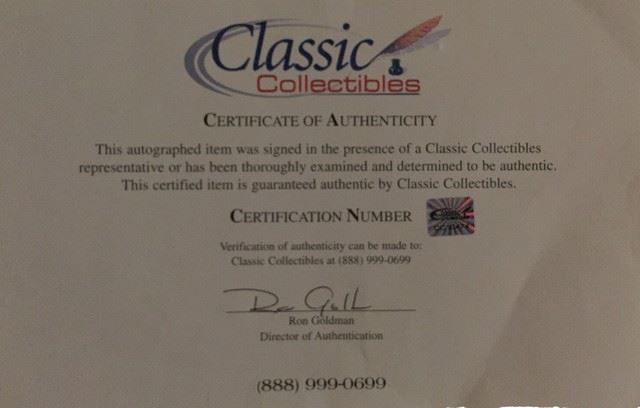 Classic
Collectibles
CERTIFICATE OF AUTHENTICITY
This autographed item was signed in the presence of a Classic Collectibles
representative or has been thoroughly examined and determined to be authentic.
This certified item is guaranteed authentic by Classic Collectibles.
CERTIFICATION NUMBER
Verification of authenticity can be made to:
Classic Collectibles at (888) 999-0699
Ron Goldman
Director of Authentication
(888) 999-0699